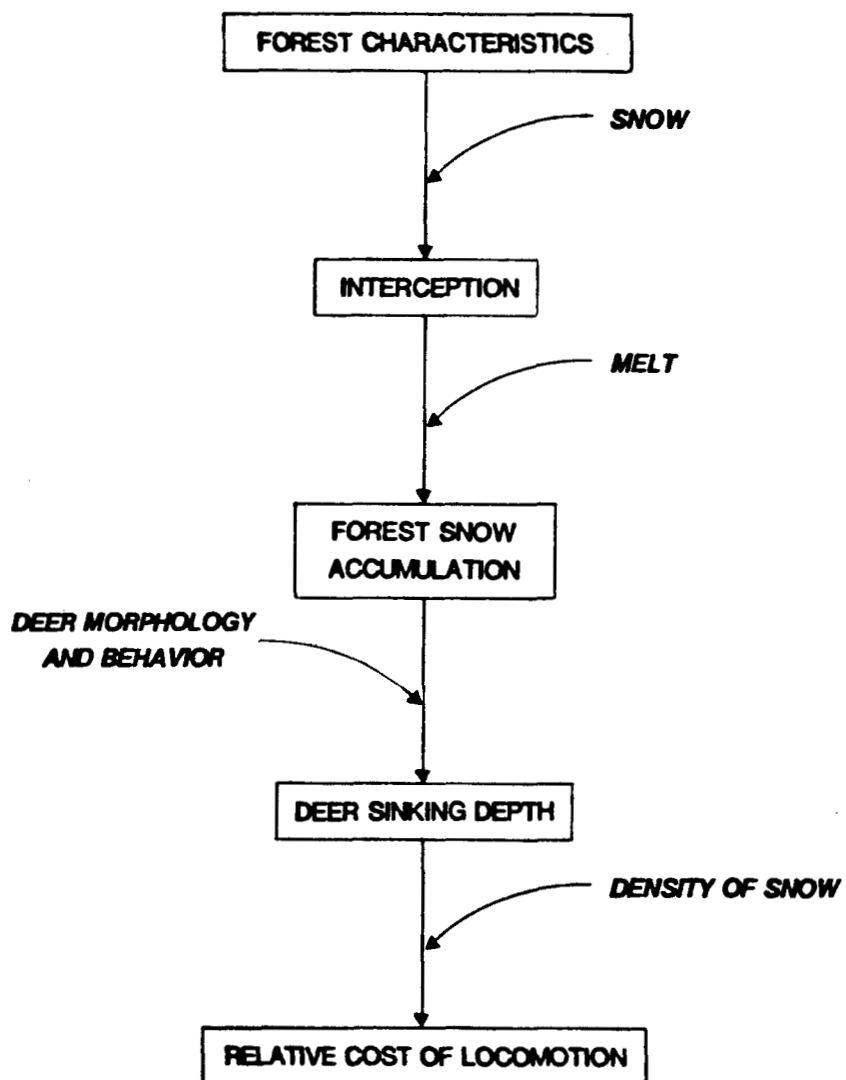 FOREST CHARACTERISTICS
SNOW
INTERCEPTION
MELT
FOREST SNOW
ACCUMULATION
DEER MORPHOLOGY
AND BEHAVIOR
DEER SINKING DEPTH
DENSITY OF SNOW
RELATIVE COST OF LOCOMOTION